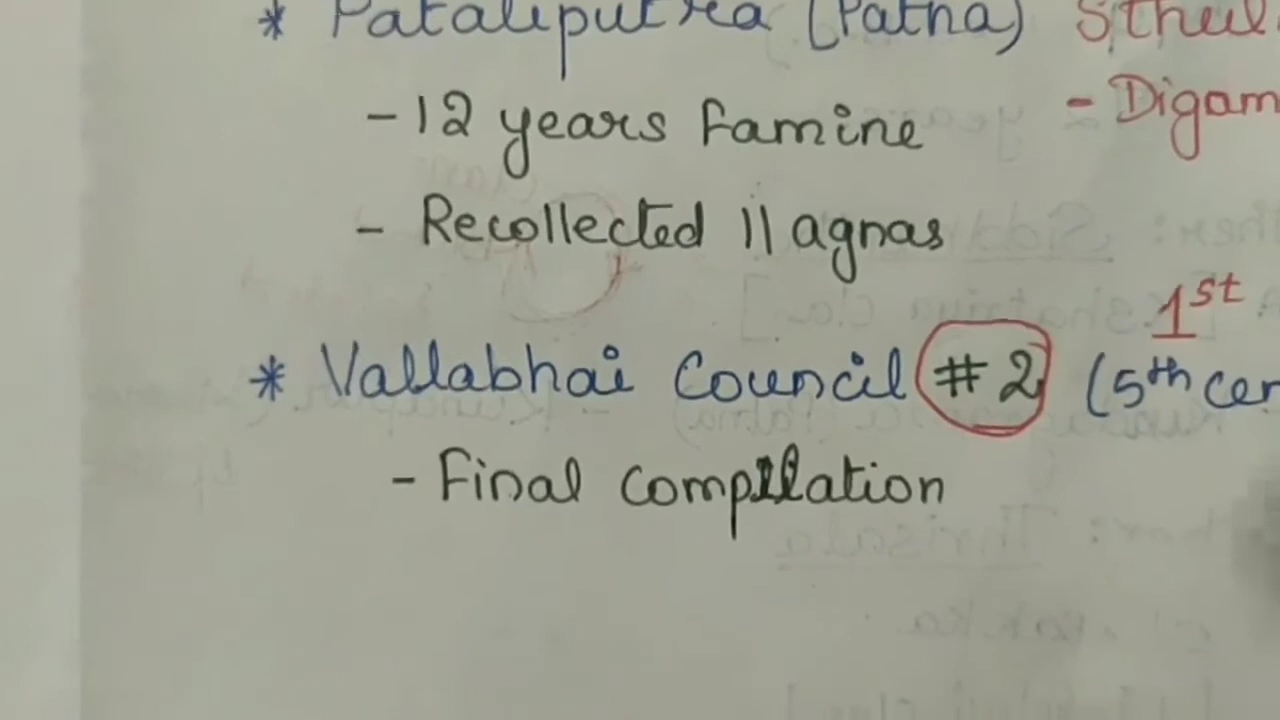 * Pataliputra (Patna) Sthul
- 12 years Famine - Digam
- Recollected 11 agnas
1st
* Vallabhai Council #2 (5th cen
- Final compilation